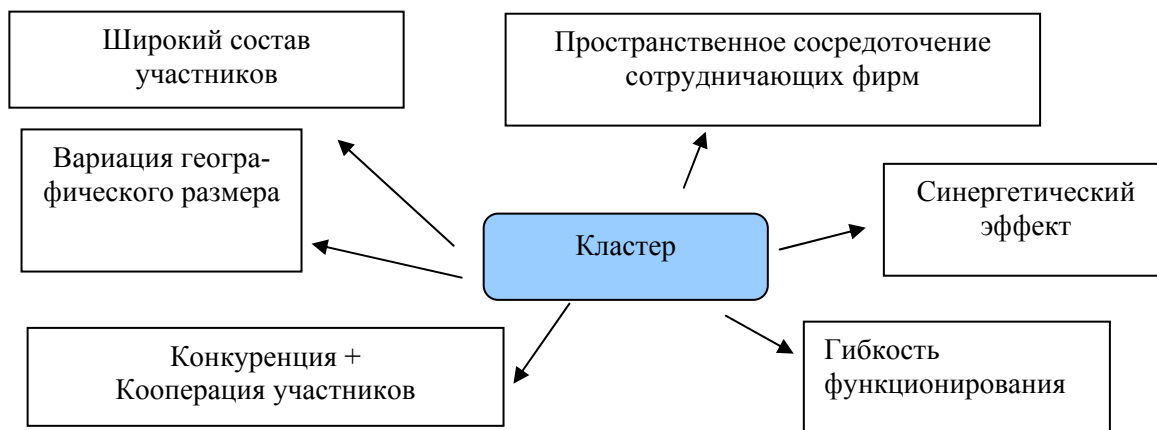 Широкий состав
участников
Пространственное сосредоточение
сотрудничающих фирм
Вариация геогра-
фического размера
Синергетический
эффект
Кластер
Конкуренция +
Кооперация участников
Гибкость
функционирования